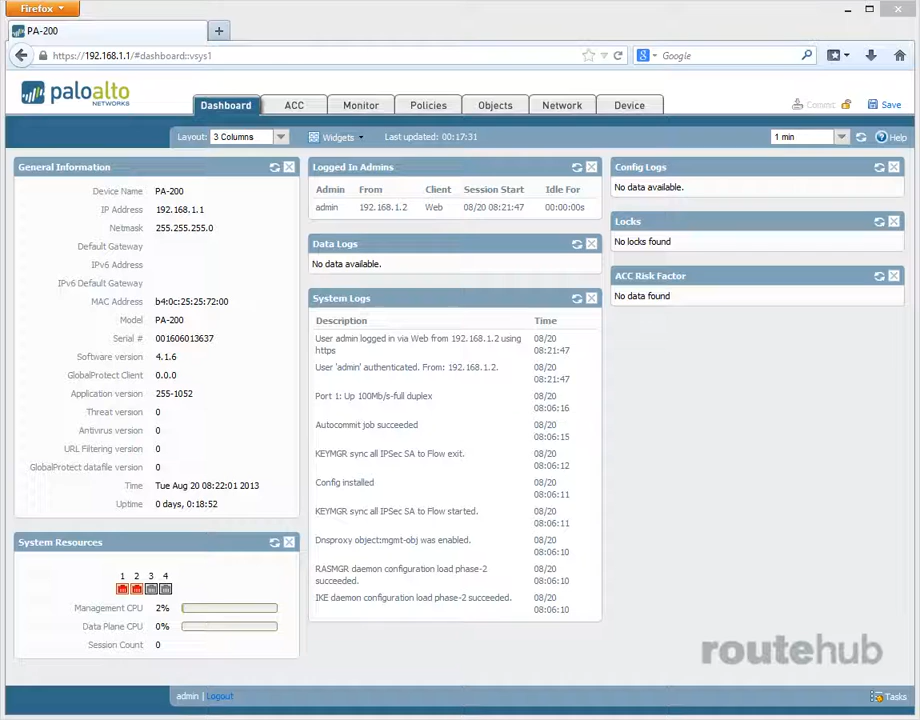 Firefox
PA-200
+
https://192.168.1.1/#dashboard::vsys1
Google
paloalto
NETWORKS
Dashboard
ACC
Monitor
Policies
Objects
Network
Device
Commit
Save
Layout: 3 Columns
Widgets
Last updated: 00:17:31
1 min
Help
General Information
Device Name PA-200
IP Address 192.168.1.1
Netmask 255.255.255.0
Default Gateway
IPv6 Address
IPv6 Default Gateway
MAC Address b4:0c:25:25:72:00
Model PA-200
Serial # 001606013637
Software version 4.1.6
GlobalProtect Client 0.0.0
Application version 255-1052
Threat version 0
Antivirus version 0
URL Filtering version 0
GlobalProtect datafile version 0
Time Tue Aug 20 08:22:01 2013
Uptime 0 days, 0:18:52
System Resources
1 2 3 4
Management CPU 2%
Data Plane CPU 0%
Session Count 0
Logged In Admins
Admin From Client Session Start Idle For
admin 192.168.1.2 Web 08/20 08:21:47 00:00:00s
Data Logs
No data available.
System Logs
Description Time
User admin logged in via Web from 192.168.1.2 using 08/20
https 08:21:47
User 'admin' authenticated. From: 192.168.1.2. 08/20
08:21:47
Port 1: Up 100Mb/s-full duplex 08/20
08:06:16
Autocommit job succeeded 08/20
08:06:15
KEYMGR sync all IPSec SA to Flow exit. 08/20
08:06:12
Config installed 08/20
08:06:11
KEYMGR sync all IPSec SA to Flow started. 08/20
08:06:11
Dnsproxy object:mgmt-obj was enabled. 08/20
08:06:10
RASMGR daemon configuration load phase-2 08/20
succeeded. 08:06:10
IKE daemon configuration load phase-2 succeeded. 08/20
08:06:10
Config Logs
No data available.
Locks
No locks found
ACC Risk Factor
No data found
routehub
admin | Logout
Tasks